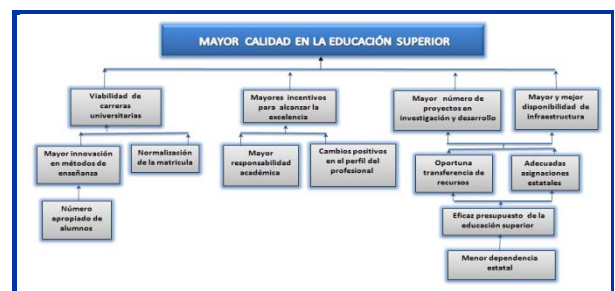 MAYOR CALIDAD EN LA EDUCACIÓN SUPERIOR
Viabilidad de
carreras
universitarias
Mayores incentivos
para alcanzar la
excelencia
Mayor número de
proyectos en
investigación y desarrollo
Mayor y mejor
disponibilidad de
infraestructura
Mayor innovación
en métodos de
enseñanza
Normalización
de la matricula
Mayor
responsabilidad
académica
Cambios positivos
en el perfil del
profesional
Oportuna
transferencia de
recursos
Adecuadas
asignaciones
estatales
Número
apropiado de
alumnos
Eficaz presupuesto de la
educación superior
Menor dependencia
estatal